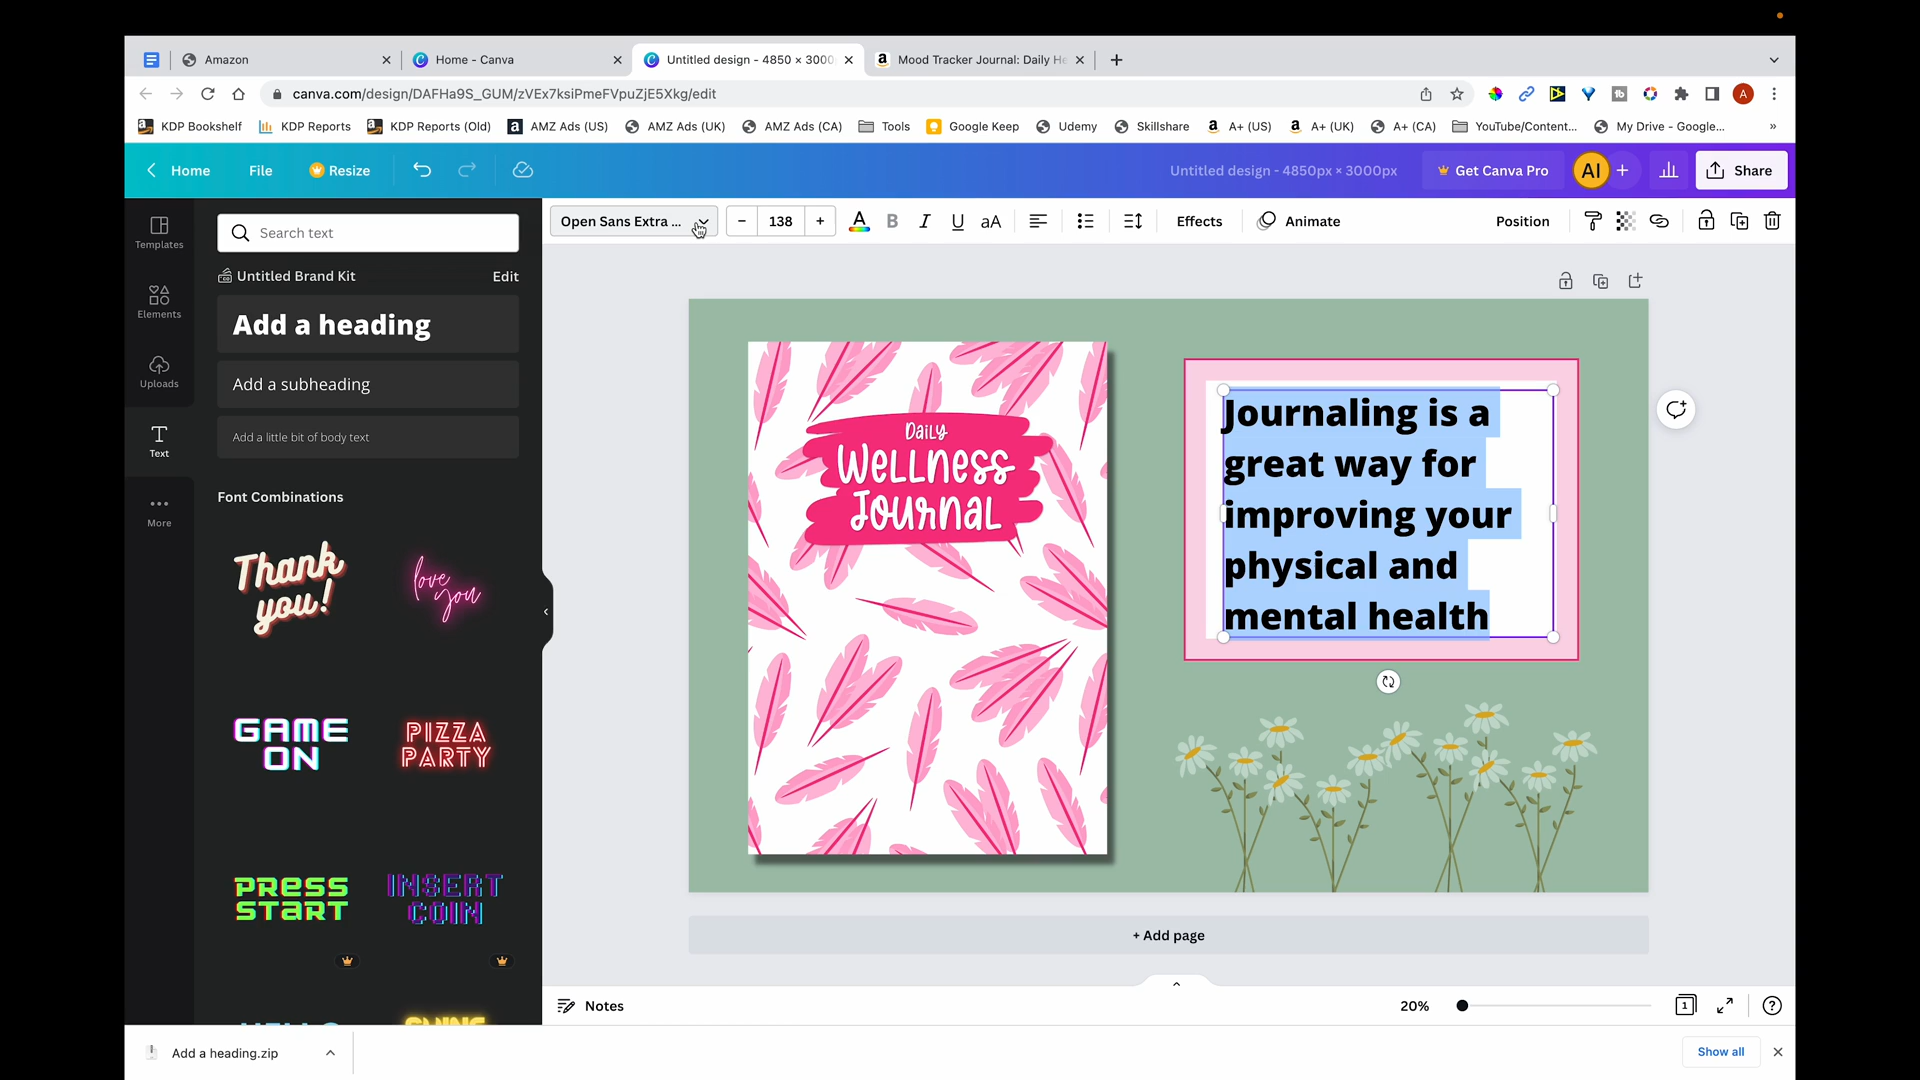 Amazon
Home - Canva
Untitled design - 4850 × 3000
Mood Tracker Journal: Daily He
canva.com/design/DAFHa9S_GUM/zVEx7ksiPmeFVpuZjE5Xkg/edit
A
KDP Bookshelf
KDP Reports
KDP Reports (Old)
AMZ Ads (US)
AMZ Ads (UK)
AMZ Ads (CA)
Tools
Google Keep
Udemy
Skillshare
A+ (US)
A+ (UK)
A+ (CA)
YouTube/Content...
My Drive - Google...
»
Home
File
Resize
Untitled design - 4850px × 3000px
Get Canva Pro
AI
Share
Templates
Elements
Uploads
Text
More
Search text
Untitled Brand Kit
Edit
Add a heading
Add a subheading
Add a little bit of body text
Font Combinations
Thank
you!
love
you
GAME
ON
PIZZA
PARTY
PRESS
START
INSERT
COIN
Open Sans Extra ...
138
A
B
I
U
aA
Effects
Animate
Position
Daily
Wellness
Journal
Journaling is a
great way for
improving your
physical and
mental health
+ Add page
Notes
20%
1
Add a heading.zip
Show all